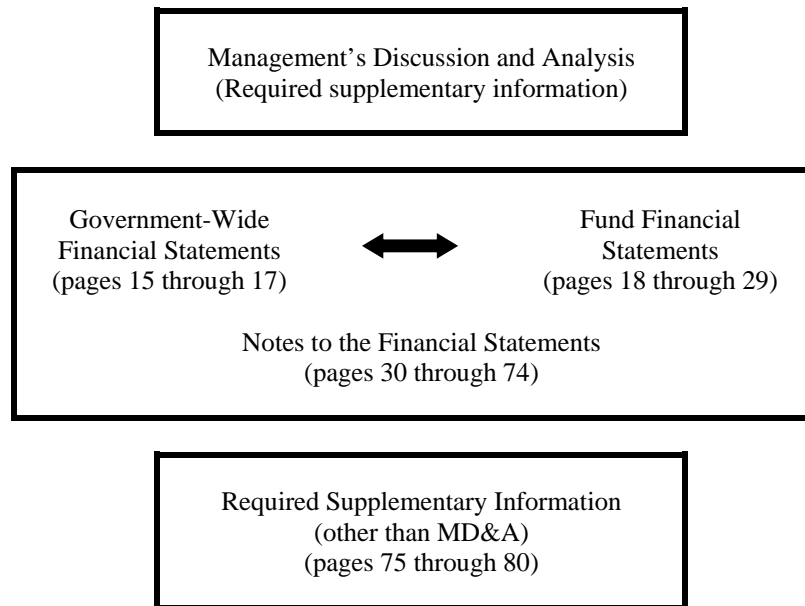 Management’s Discussion and Analysis
(Required supplementary information)
Government-Wide
Financial Statements
(pages 15 through 17)
Fund Financial
Statements
(pages 18 through 29)
Notes to the Financial Statements
(pages 30 through 74)
Required Supplementary Information
(other than MD&A)
(pages 75 through 80)